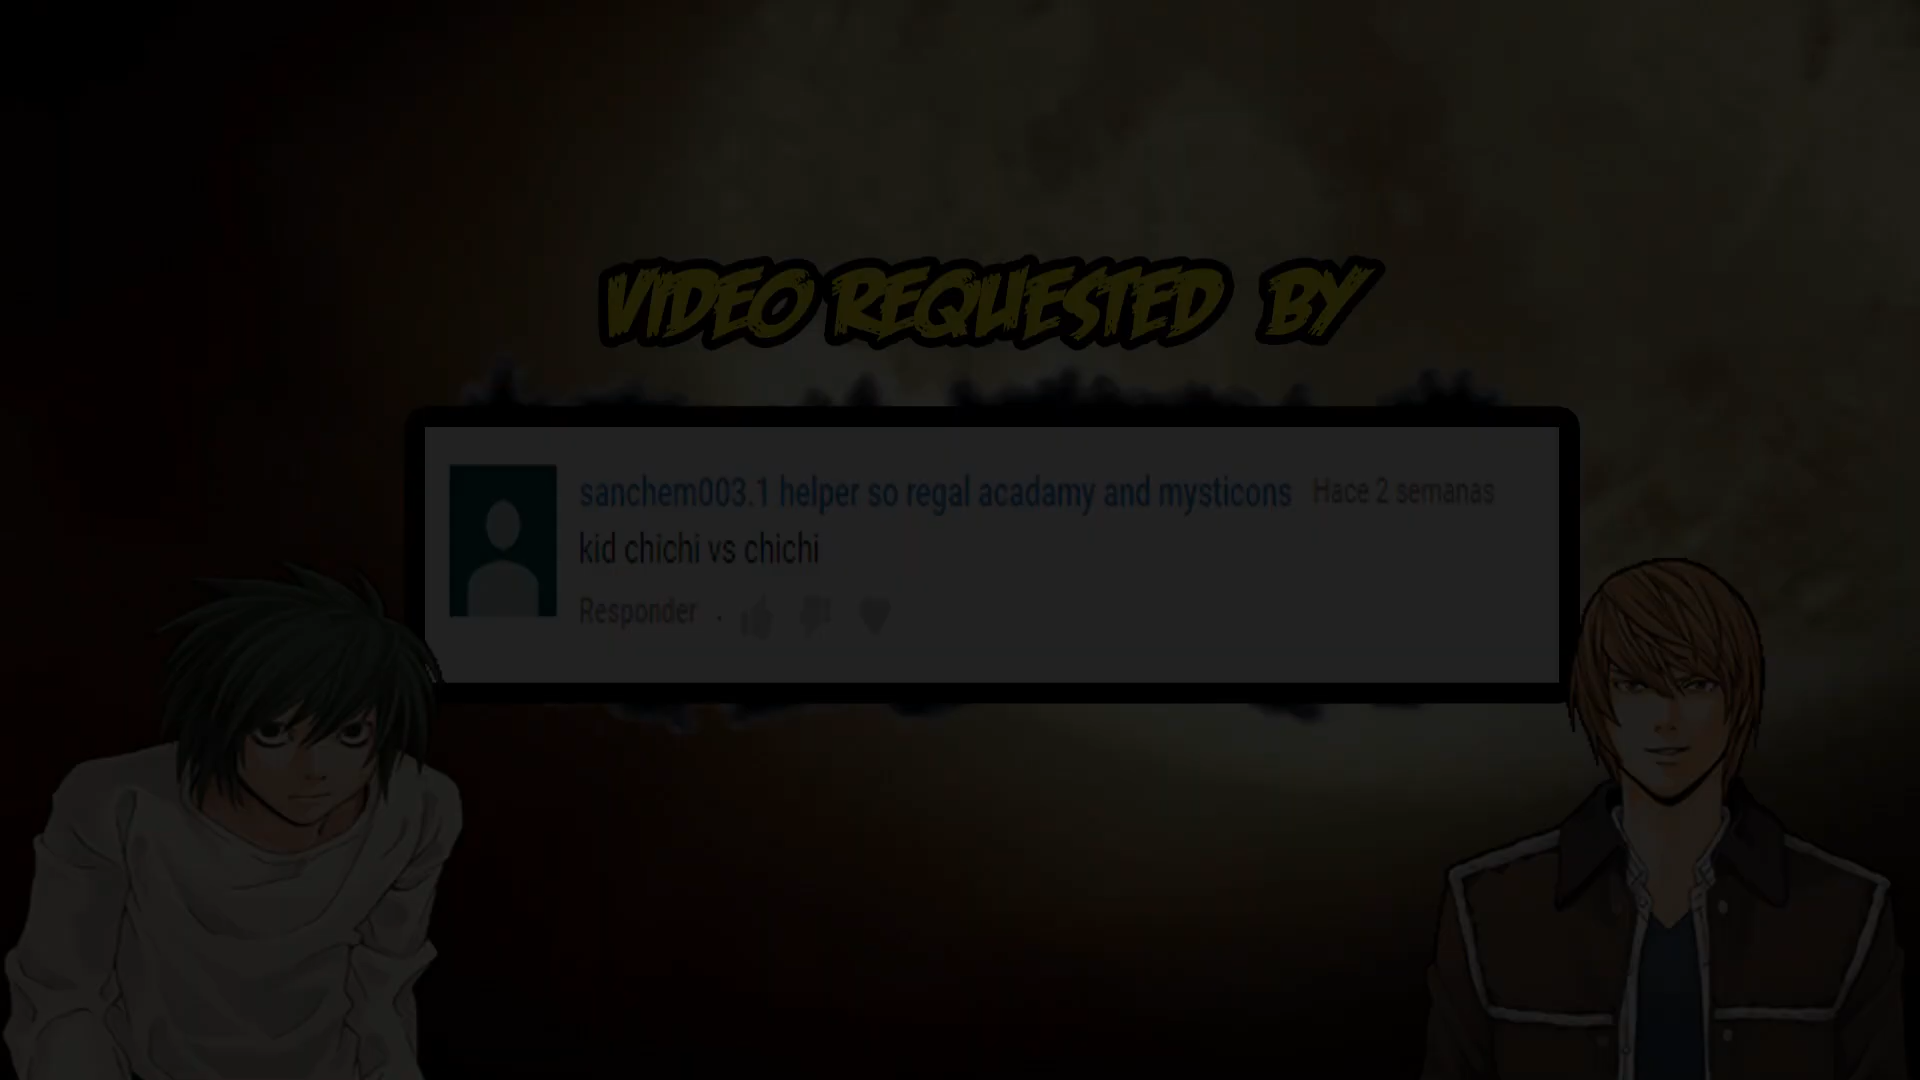 VIDEO REQUESTED BY
sanchem003.1 helper so regal acadamy and mysticons Hace 2 semanas
kid chichi vs chichi
Responder .